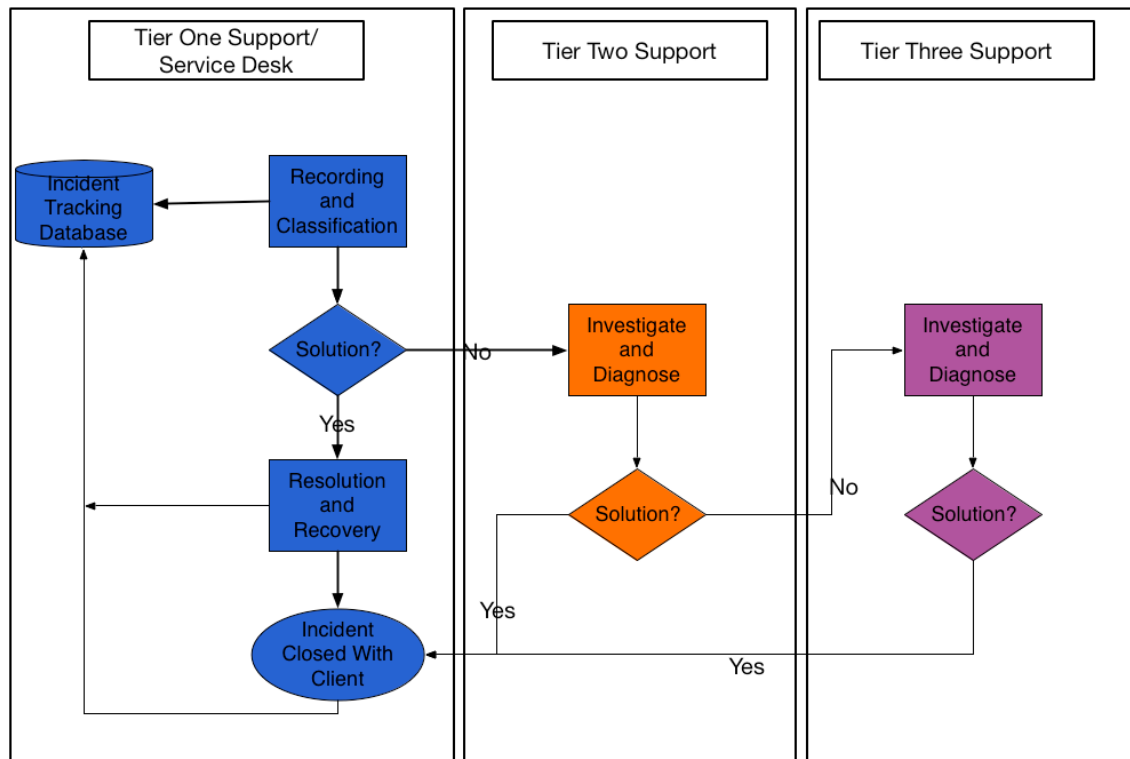 Tier One Support/
Service Desk
Tier Two Support
Tier Three Support
Incident
Tracking
Database
Recording
and
Classification
Solution?
No
Yes
Resolution
and
Recovery
Incident
Closed With
Client
Investigate
and
Diagnose
Solution?
Yes
No
Investigate
and
Diagnose
Solution?
Yes